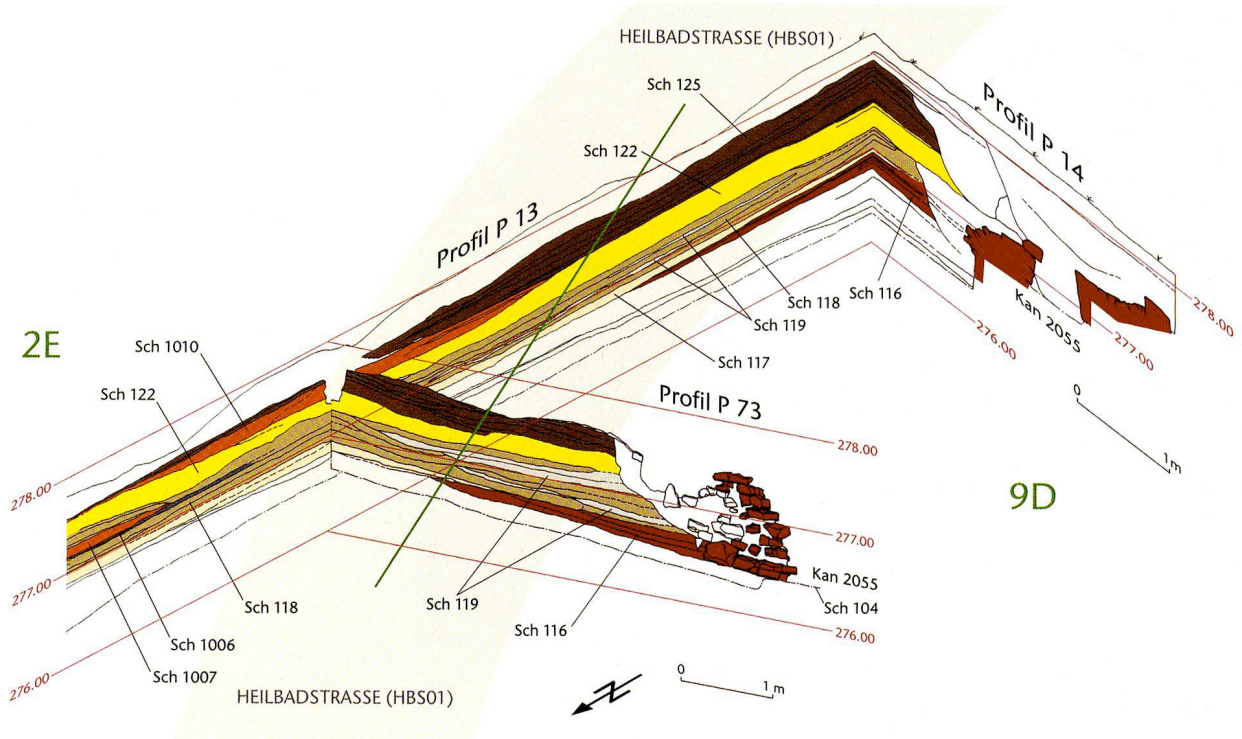 HEILBADSTRASSE (HBS01)
Sch 125
Profil P 14
Sch 122
Profil P 13
Sch 116
278.00
Sch 118
Kan 2055
Sch 119
277.00
276.00
2E
Sch 1010
Sch 117
Sch 122
Profil P 73
0
278.00
1 m
278.00
9D
277.00
Kan 2055
277.00
Sch 119
Sch 104
Sch 118
Sch 116
276.00
Sch 1006
Sch 1007
276.00
HEILBADSTRASSE (HBS01)
N
0
1 m